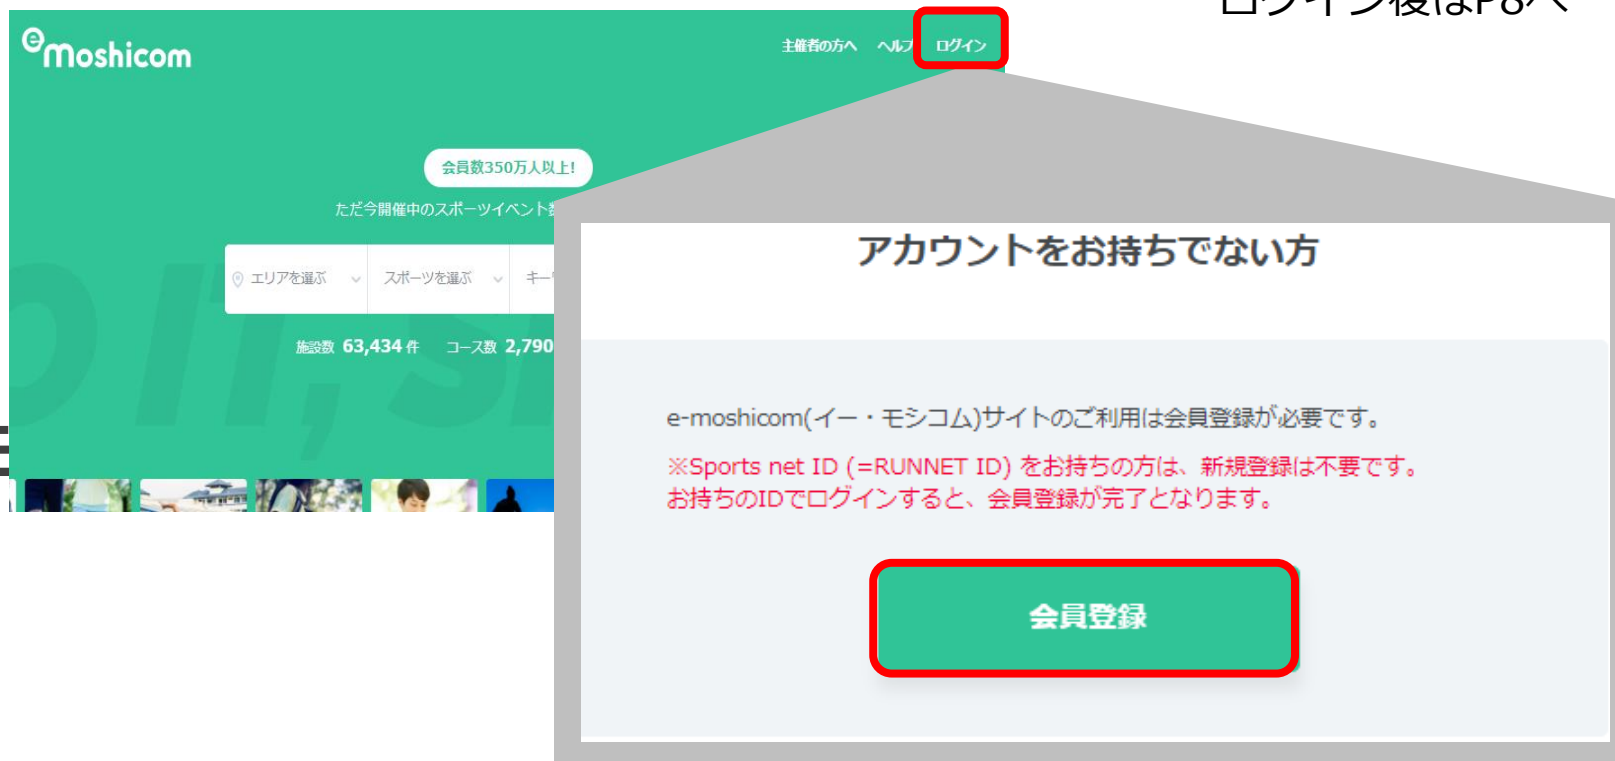 ログイン後はP8へ
e-moshicom
主催者の方へ ヘルプ ログイン
会員数350万人以上!
ただ今開催中のスポーツイベント
エリアを選ぶ スポーツを選ぶ キー
施設数 63,434 件 コース数 2,790
アカウントをお持ちでない方
e-moshicom(イー・モシコム)サイトのご利用は会員登録が必要です。
※Sports net ID (=RUNNET ID) をお持ちの方は、新規登録は不要です。
お持ちのIDでログインすると、会員登録が完了となります。
会員登録